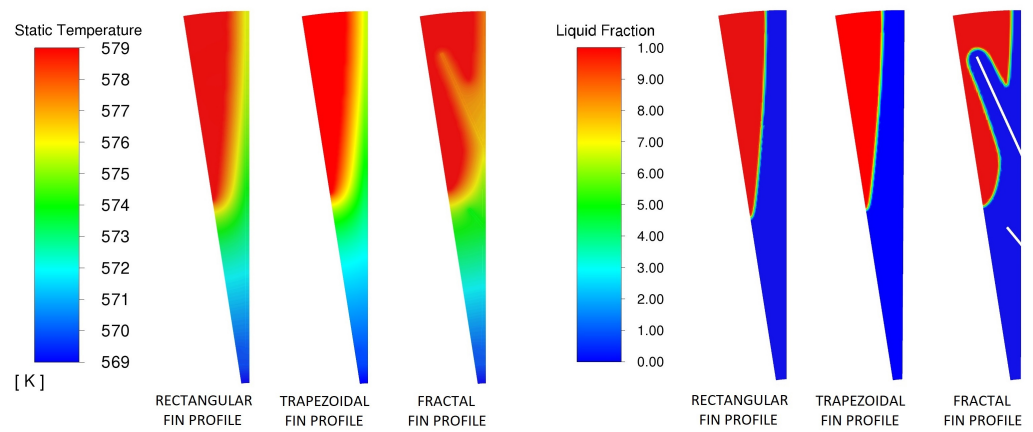 Static Temperature
579
578
577
576
575
574
573
572
571
570
569
[ K ]
RECTANGULAR
FIN PROFILE
TRAPEZOIDAL
FIN PROFILE
FRACTAL
FIN PROFILE
Liquid Fraction
1.00
9.00
8.00
7.00
6.00
5.00
4.00
3.00
2.00
1.00
0.00
RECTANGULAR
FIN PROFILE
TRAPEZOIDAL
FIN PROFILE
FRACTAL
FIN PROFILE